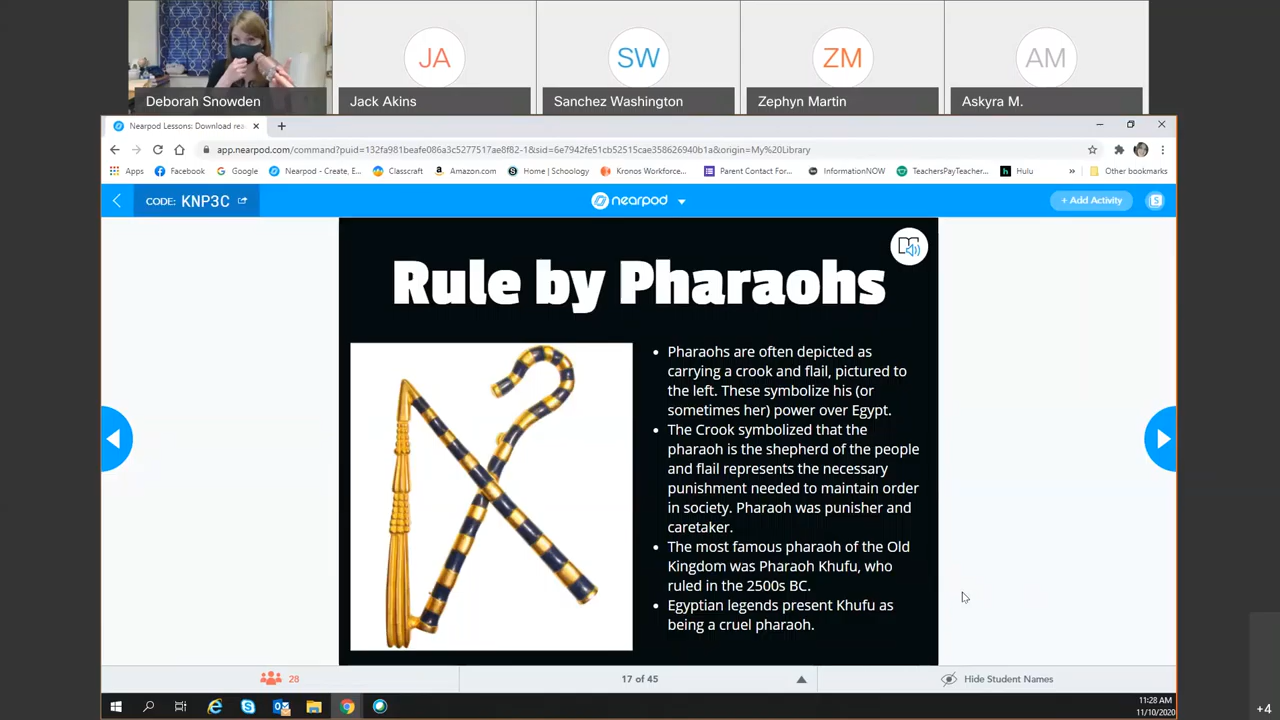 JA
SW
ZM
AM
Deborah Snowden
Jack Akins
Sanchez Washington
Zephyn Martin
Askyra M.
Nearpod Lessons: Download rea
app.nearpod.com/command?puid=132fa981beafe086a3c5277517ae8f82-1&sid=6e7942fe51cb52515cae358626940b1a&origin=My%20Library
Apps
Facebook
Google
Nearpod - Create, E...
Classcraft
Amazon.com
Home | Schoology
Kronos Workforce...
Parent Contact For...
InformationNOW
TeachersPayTeacher...
Hulu
»
Other bookmarks
CODE: KNP3C
nearpod
+ Add Activity
S
Rule by Pharaohs
• Pharaohs are often depicted as
carrying a crook and flail, pictured to
the left. These symbolize his (or
sometimes her) power over Egypt.
• The Crook symbolized that the
pharaoh is the shepherd of the people
and flail represents the necessary
punishment needed to maintain order
in society. Pharaoh was punisher and
caretaker.
• The most famous pharaoh of the Old
Kingdom was Pharaoh Khufu, who
ruled in the 2500s BC.
• Egyptian legends present Khufu as
being a cruel pharaoh.
28
17 of 45
Hide Student Names
11:28 AM
11/10/2020
+4